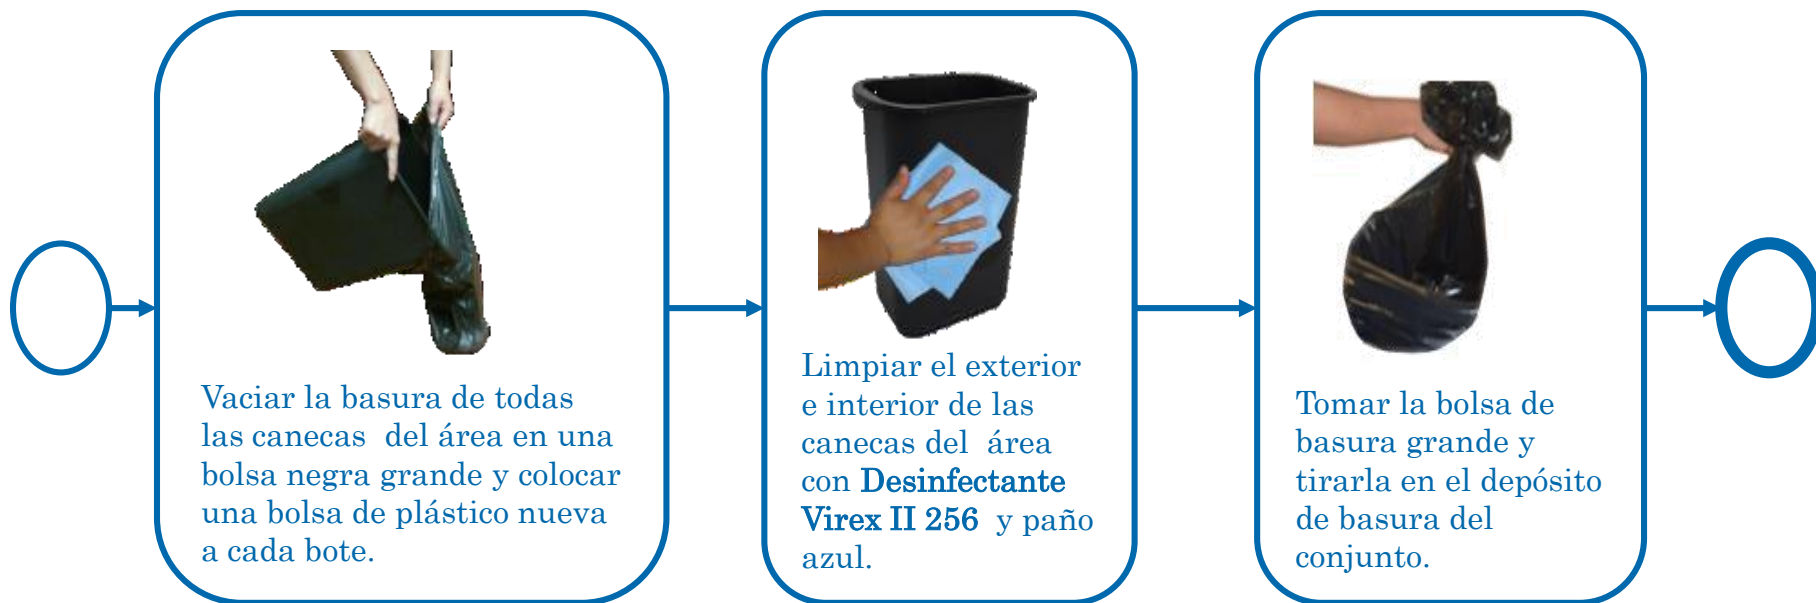 Vaciar la basura de todas
las canecas del área en una
bolsa negra grande y colocar
una bolsa de plástico nueva
a cada bote.
Limpiar el exterior
e interior de las
canecas del área
con Desinfectante
Virex II 256 y paño
azul.
Tomar la bolsa de
basura grande y
tirarla en el depósito
de basura del
conjunto.